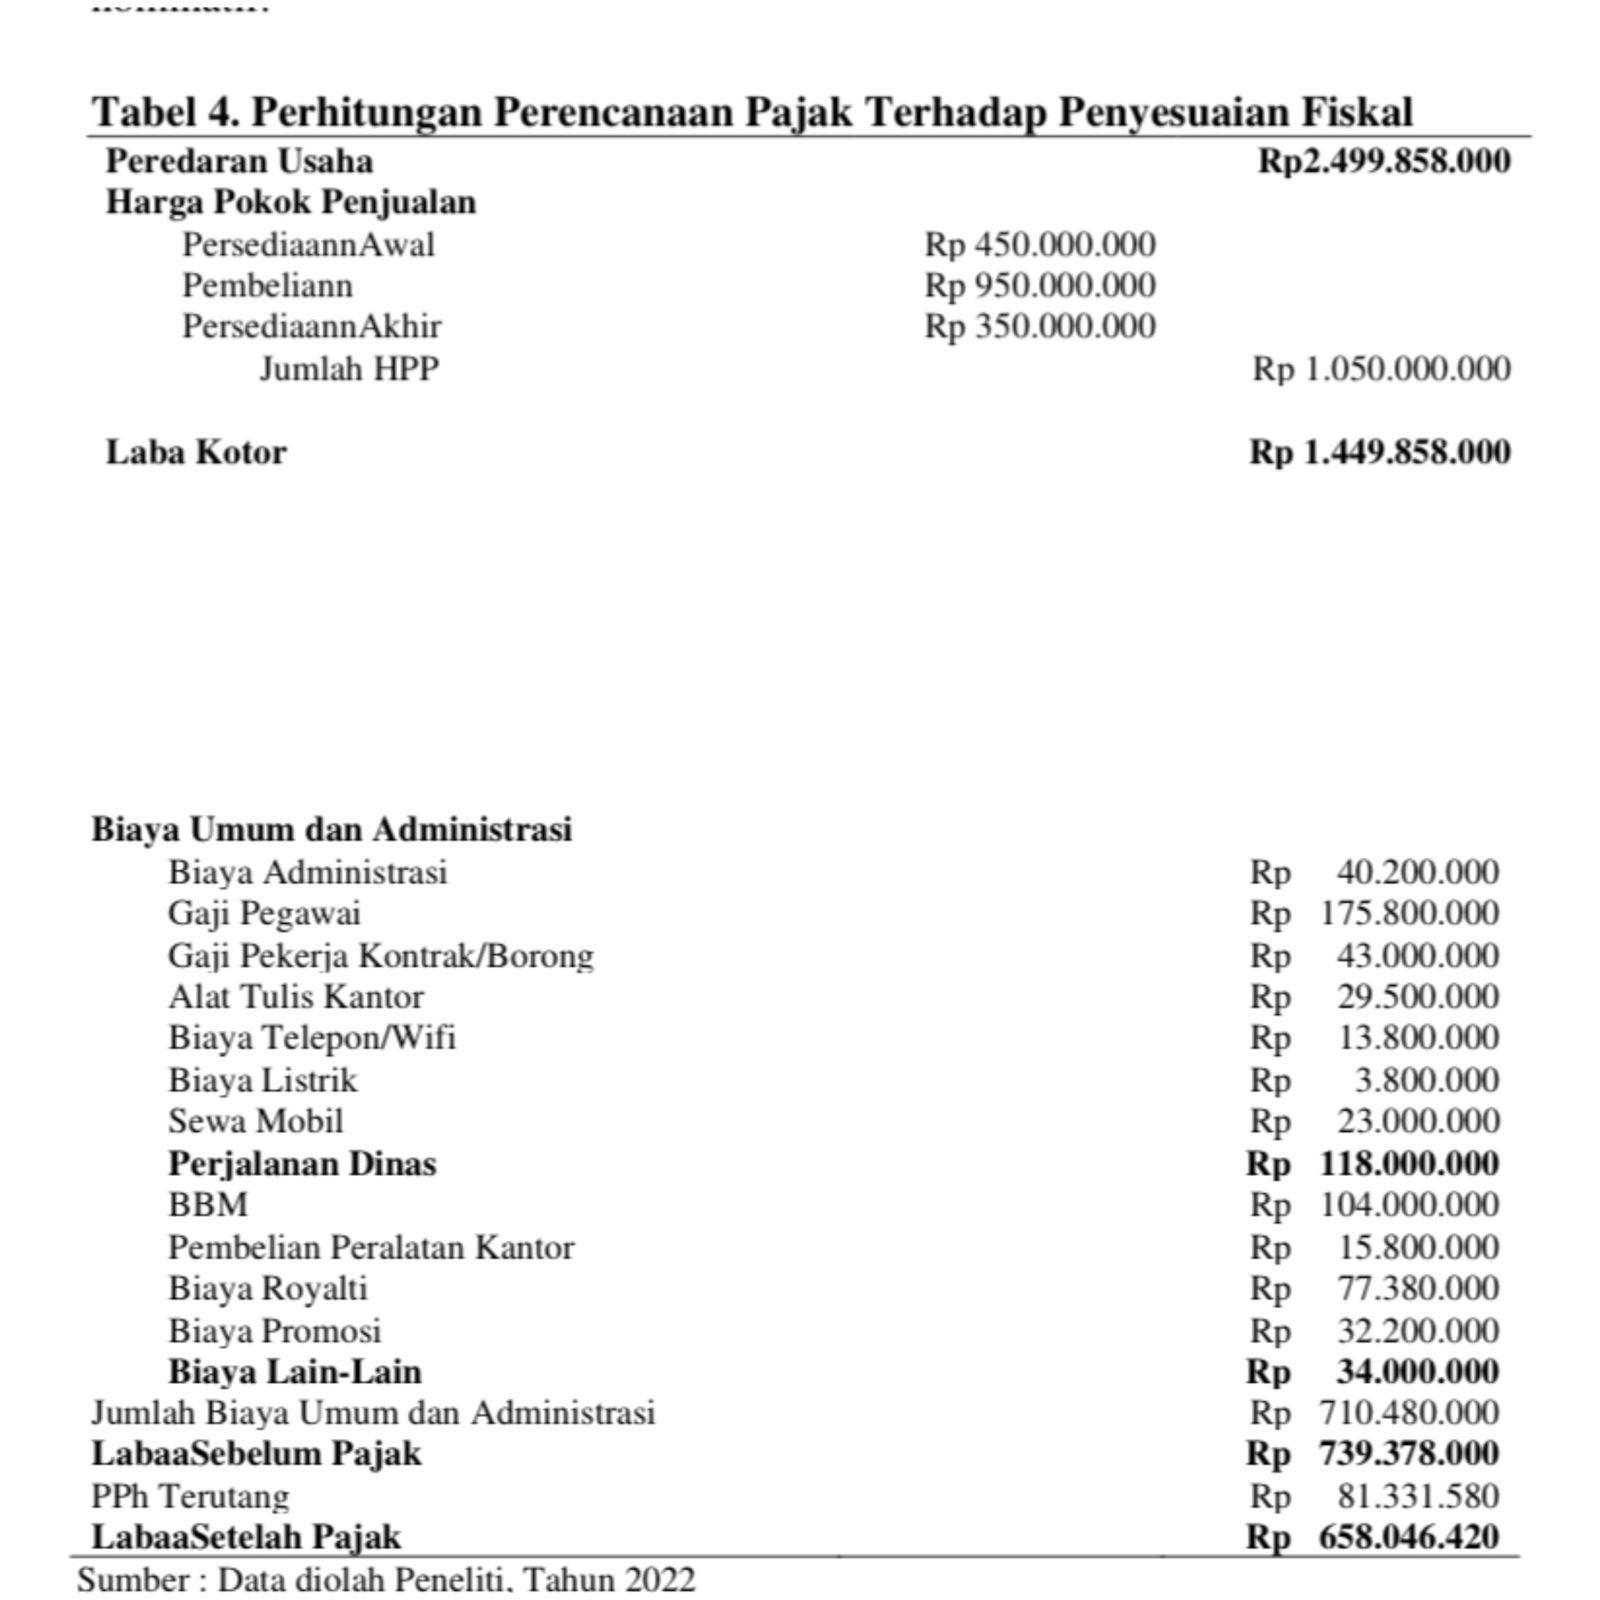 Tabel 4. Perhitungan Perencanaan Pajak Terhadap Penyesuaian Fiskal
Peredaran Usaha Rp2.499.858.000
Harga Pokok Penjualan
PersediaannAwal Rp 450.000.000
Pembeliann Rp 950.000.000
PersediaannAkhir Rp 350.000.000
Jumlah HPP Rp 1.050.000.000
Laba Kotor Rp 1.449.858.000
Biaya Umum dan Administrasi
Biaya Administrasi Rp 40.200.000
Gaji Pegawai Rp 175.800.000
Gaji Pekerja Kontrak/Borong Rp 43.000.000
Alat Tulis Kantor Rp 29.500.000
Biaya Telepon/Wifi Rp 13.800.000
Biaya Listrik Rp 3.800.000
Sewa Mobil Rp 23.000.000
Perjalanan Dinas Rp 118.000.000
BBM Rp 104.000.000
Pembelian Peralatan Kantor Rp 15.800.000
Biaya Royalti Rp 77.380.000
Biaya Promosi Rp 32.200.000
Biaya Lain-Lain Rp 34.000.000
Jumlah Biaya Umum dan Administrasi Rp 710.480.000
LabaaSebelum Pajak Rp 739.378.000
PPh Terutang Rp 81.331.580
LabaaSetelah Pajak Rp 658.046.420
Sumber : Data diolah Peneliti, Tahun 2022